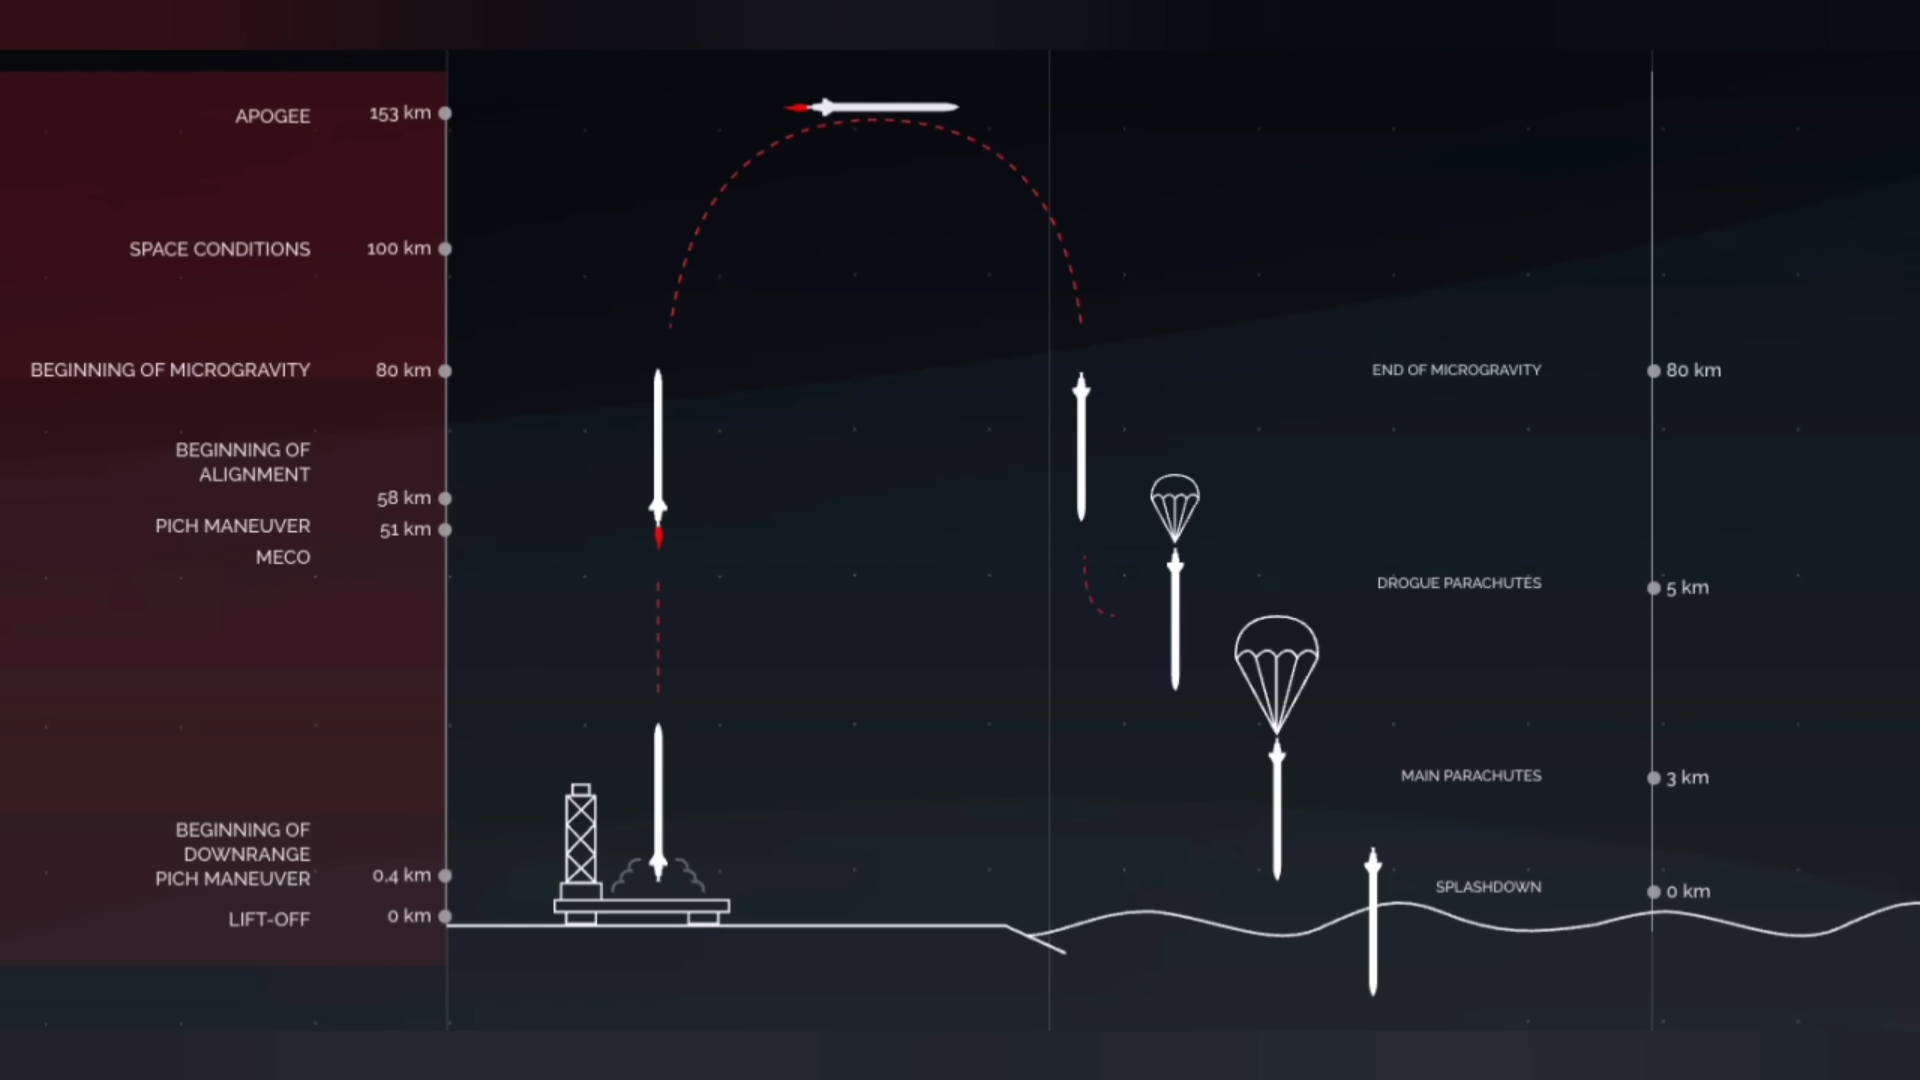 APOGEE 153 km
SPACE CONDITIONS 100 km
BEGINNING OF MICROGRAVITY 80 km
BEGINNING OF
ALIGNMENT
58 km
PICH MANEUVER 51 km
MECO
BEGINNING OF
DOWNRANGE
PICH MANEUVER 0,4 km
LIFT-OFF 0 km
END OF MICROGRAVITY 80 km
DROGUE PARACHUTES 5 km
MAIN PARACHUTES 3 km
SPLASHDOWN 0 km